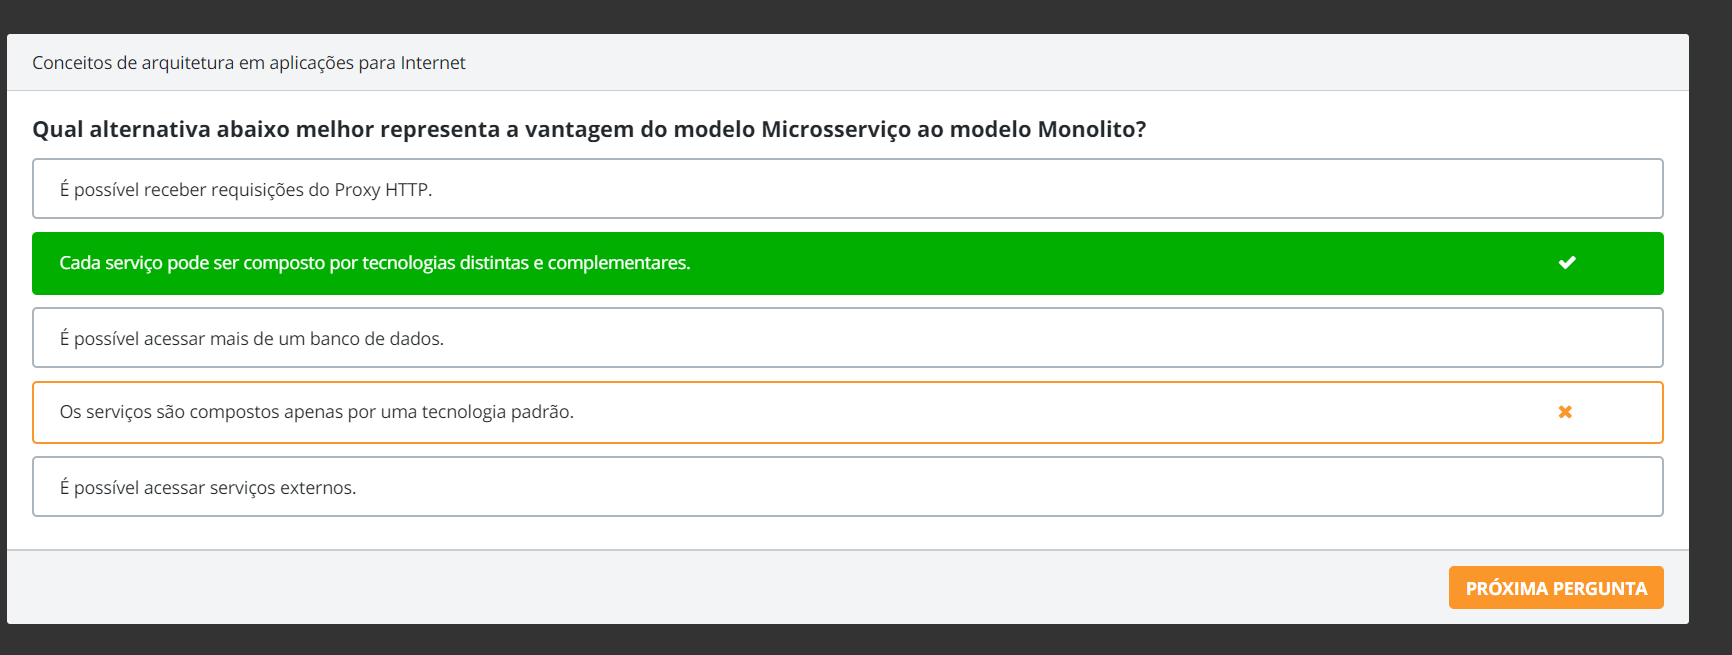 Conceitos de arquitetura em aplicações para Internet
Qual alternativa abaixo melhor representa a vantagem do modelo Microsserviço ao modelo Monolito?
É possível receber requisições do Proxy HTTP.
Cada serviço pode ser composto por tecnologias distintas e complementares.
É possível acessar mais de um banco de dados.
Os serviços são compostos apenas por uma tecnologia padrão.
É possível acessar serviços externos.
PRÓXIMA PERGUNTA